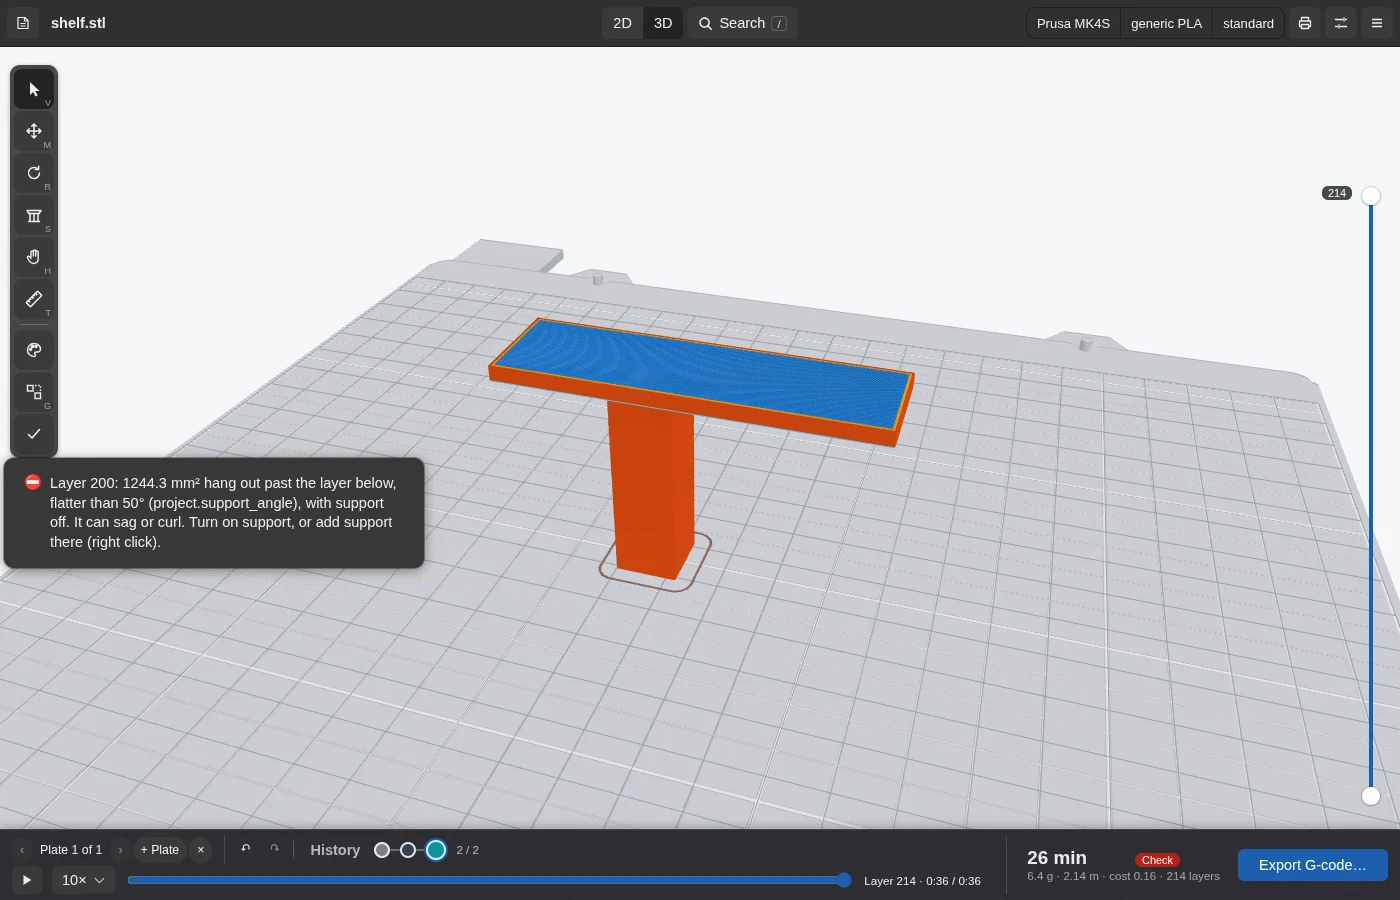 shelf.stl
2D
3D
Search /
Prusa MK4S
generic PLA
standard
V
M
R
S
H
T
G
214
Layer 200: 1244.3 mm² hang out past the layer below,
flatter than 50° (project.support_angle), with support
off. It can sag or curl. Turn on support, or add support
there (right click).
‹ Plate 1 of 1 › + Plate ×
History
2 / 2
10×
Layer 214 · 0:36 / 0:36
26 min
Check
6.4 g · 2.14 m · cost 0.16 · 214 layers
Export G-code…